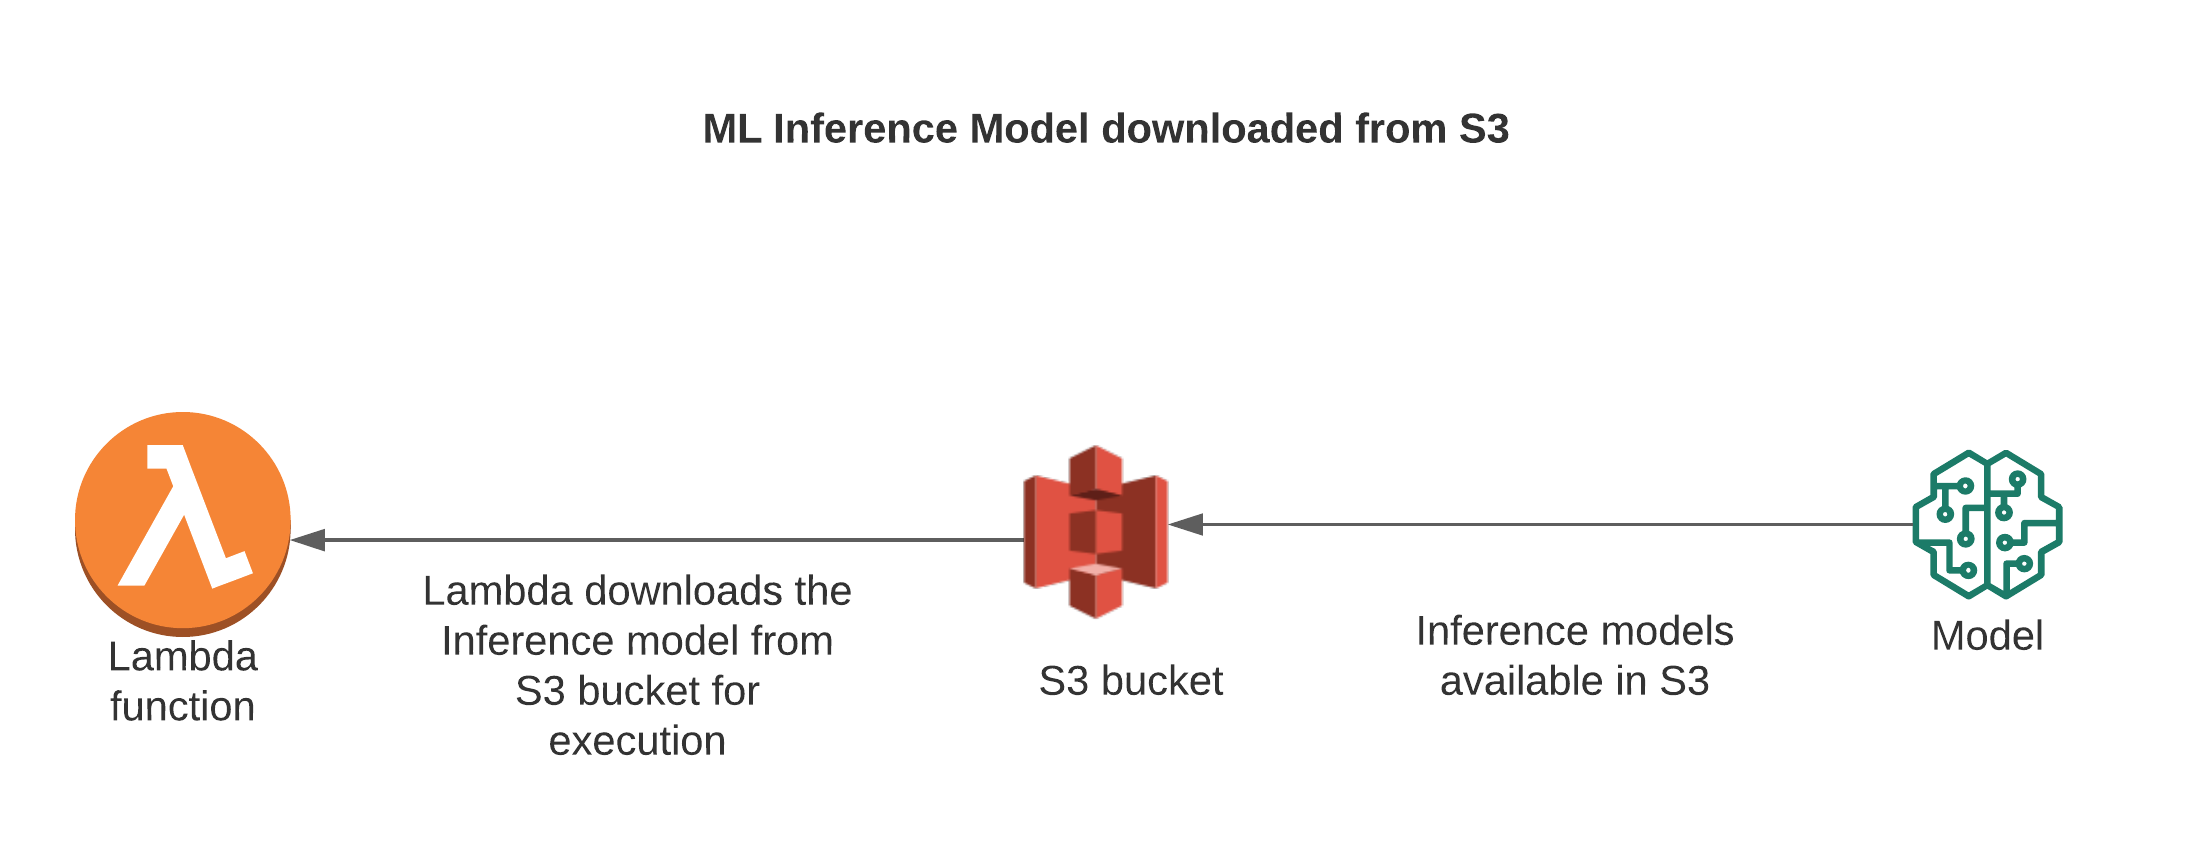 ML Inference Model downloaded from S3
Lambda
function
Lambda downloads the
Inference model from
S3 bucket for
execution
S3 bucket
Inference models
available in S3
Model